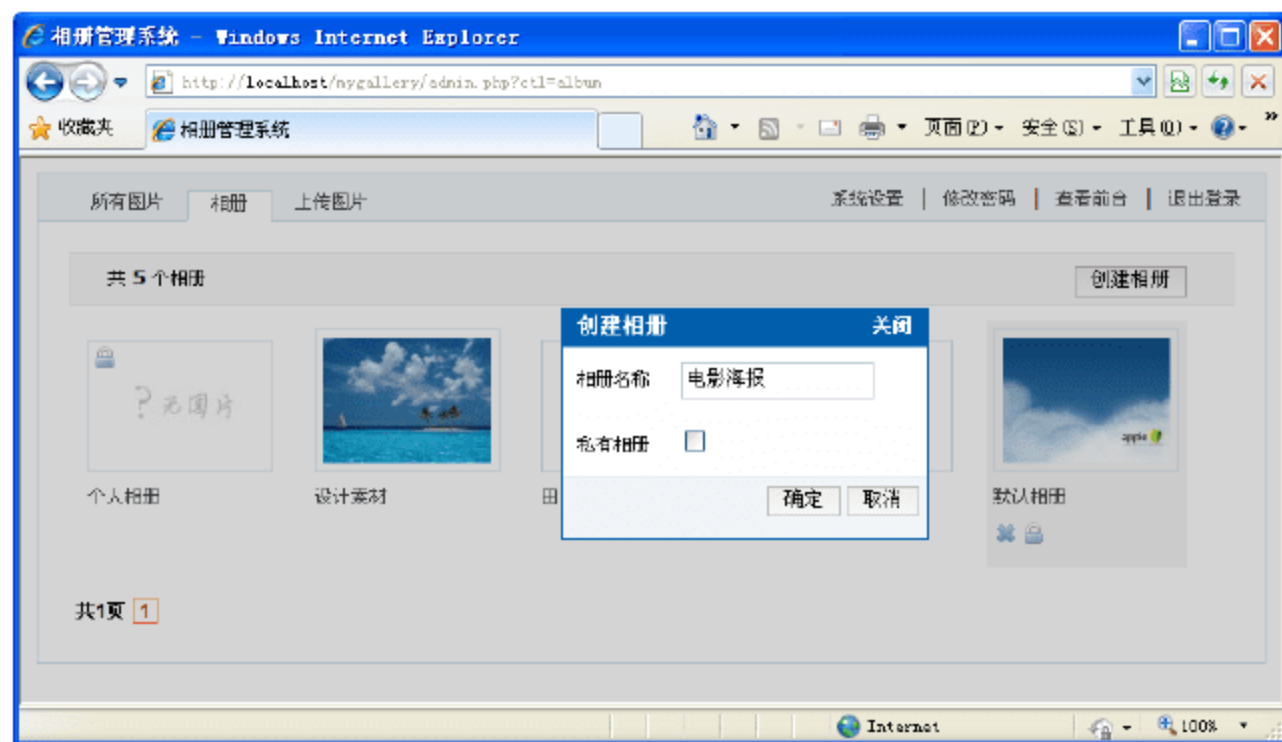 相册管理系统 - Windows Internet Explorer
http://localhost/mygallery/admin.php?ctl=album
收藏夹 相册管理系统 页面(P) 安全(S) 工具(O) »
所有图片 相册 上传图片 系统设置 | 修改密码 | 查看前台 | 退出登录
共 5 个相册 创建相册
创建相册 关闭
相册名称 电影海报
私有相册
确定 取消
?无图片
apple
个人相册 设计素材 田 默认相册
共1页 1
Internet 100%